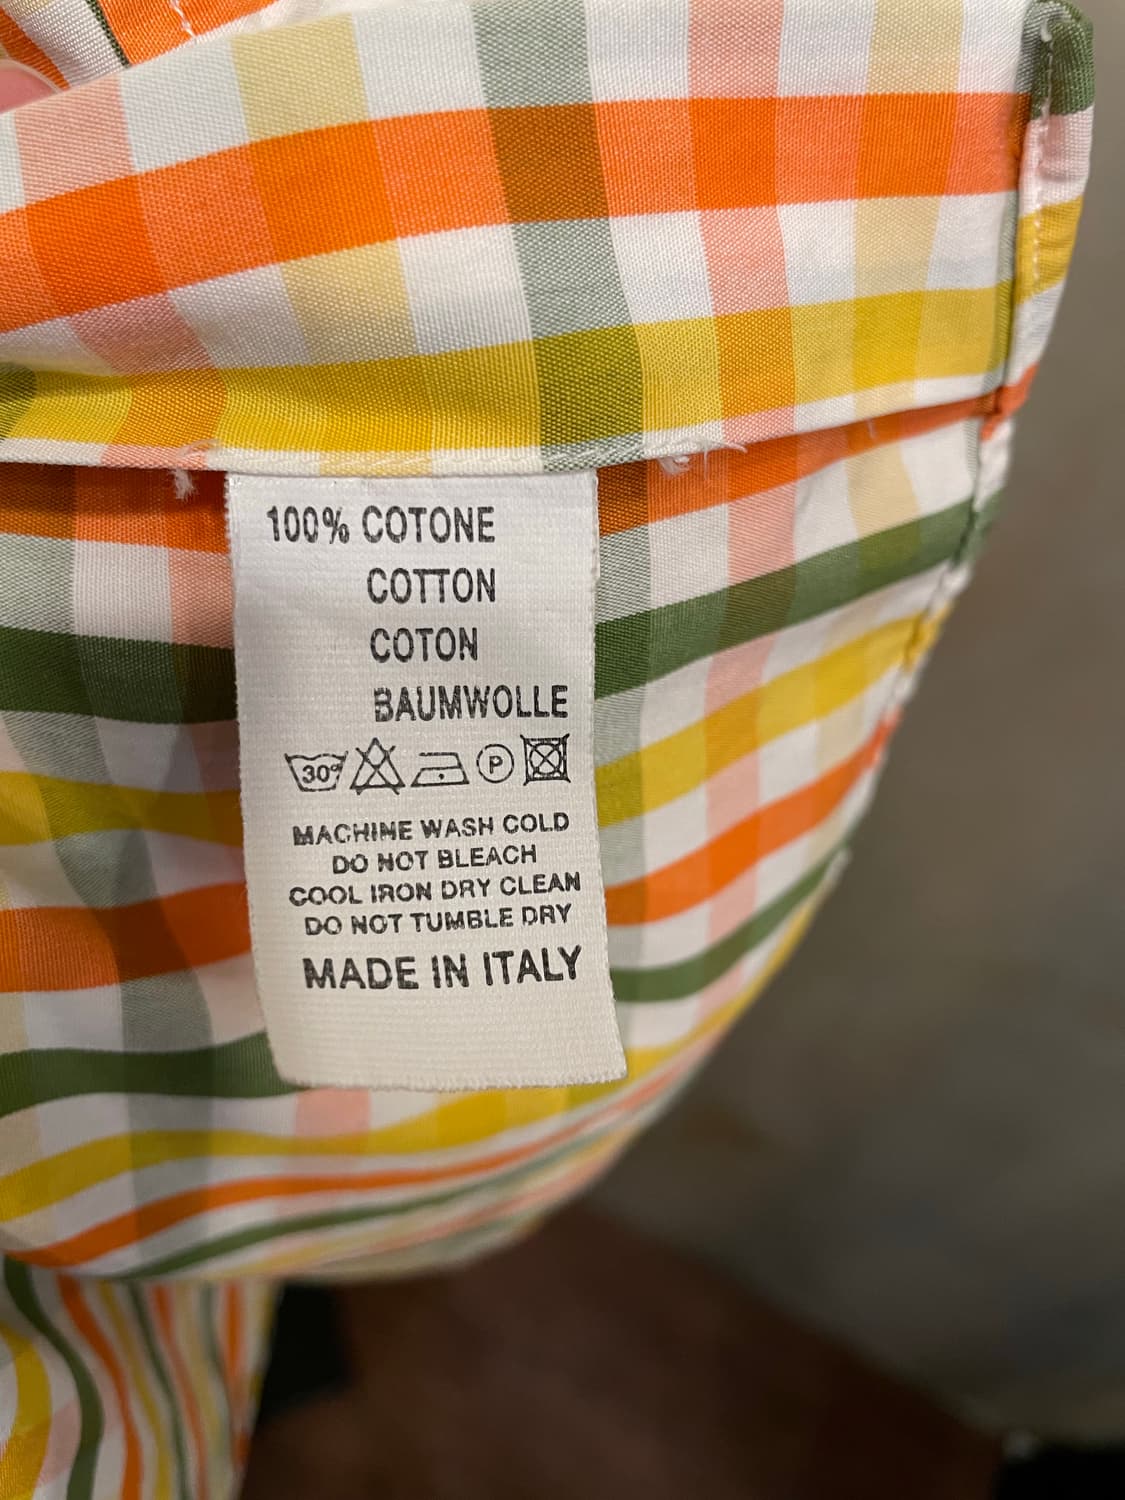 100% COTONE
COTTON
COTON
BAUMWOLLE
30° P
MACHINE WASH COLD
DO NOT BLEACH
COOL IRON DRY CLEAN
DO NOT TUMBLE DRY
MADE IN ITALY